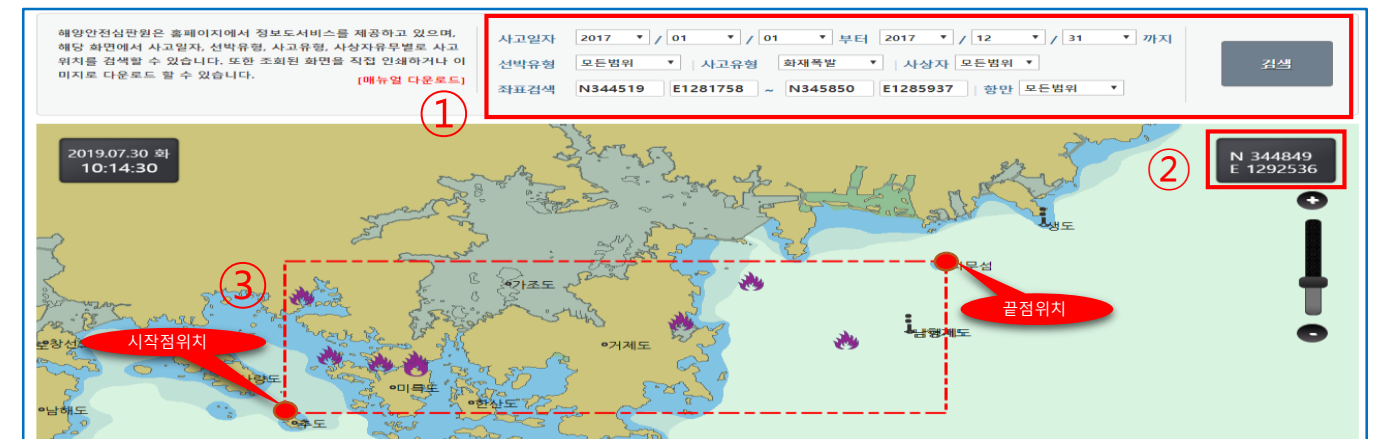 해양안전심판원은 홈페이지에서 정보도서비스를 제공하고 있으며,
해당 화면에서 사고일자, 선박유형, 사고유형, 사상자유무별로 사고
위치를 검색할 수 있습니다. 또한 조회된 화면을 직접 인쇄하거나 이
미지로 다운로드 할 수 있습니다.
[매뉴얼 다운로드]
①
사고일자 2017 / 01 / 01 부터 2017 / 12 / 31 까지
선박유형 모든범위 | 사고유형 화재폭발 | 사상자 모든범위
좌표검색 N344519 E1281758 ~ N345850 E1285937 | 항만 모든범위
검색
2019.07.30 화
10:14:30
②
N 344849
E 1292536
생도
③
가조도
끝점위치
시작점위치
거제도
남형제도
미륵도
한산도
남해도
추도